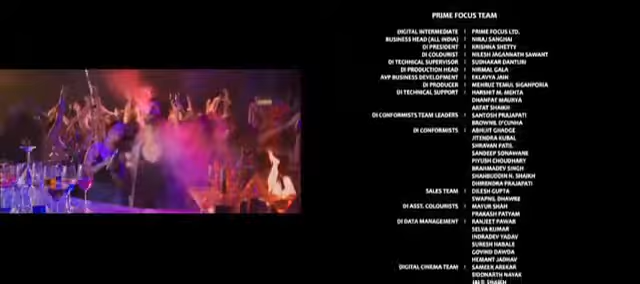 PRIME FOCUS TEAM
DIGITAL INTERMEDIATE : PRIME FOCUS LTD.
BUSINESS HEAD (ALL INDIA) : NIRAJ SANGHAI
DI PRESIDENT : KRISHNA SHETTY
DI COLOURIST : NILESH JAGANNATH SAWANT
DI TECHNICAL SUPERVISOR : SUDHAKAR DANTURI
DI PRODUCTION HEAD : NIRMAL GALA
AVP BUSINESS DEVELOPMENT : EKLAVYA JAIN
DI PRODUCER : MEHRUZ TEMUL SIGANPORIA
DI TECHNICAL SUPPORT : HARSHIT M. MEHTA
DHANPAT MAURYA
ARFAT SHAIKH
DI CONFORMISTS TEAM LEADERS : SANTOSH PRAJAPATI
BROWNIL D'CUNHA
DI CONFORMISTS : ABHIJIT GHADGE
JITENDRA KUBAL
SHRAVAN PATIL
SANDEEP SONAWANE
PIYUSH CHOUDHARY
BRAHMADEV SINGH
SHAHBUDDIN N. SHAIKH
DHIRENDRA PRAJAPATI
SALES TEAM : DILESH GUPTA
SWAPNIL DHAWRE
DI ASST. COLOURISTS : MAYUR SHAH
PRAKASH PATYAM
DI DATA MANAGEMENT : RANJEET PAWAR
SELVA KUMAR
INDRADEV YADAV
SURESH HABALE
GOVIND DAWDA
HEMANT JADHAV
DIGITAL CINEMA TEAM : SAMEER AREKAR
SIDDHARTH NAYAK